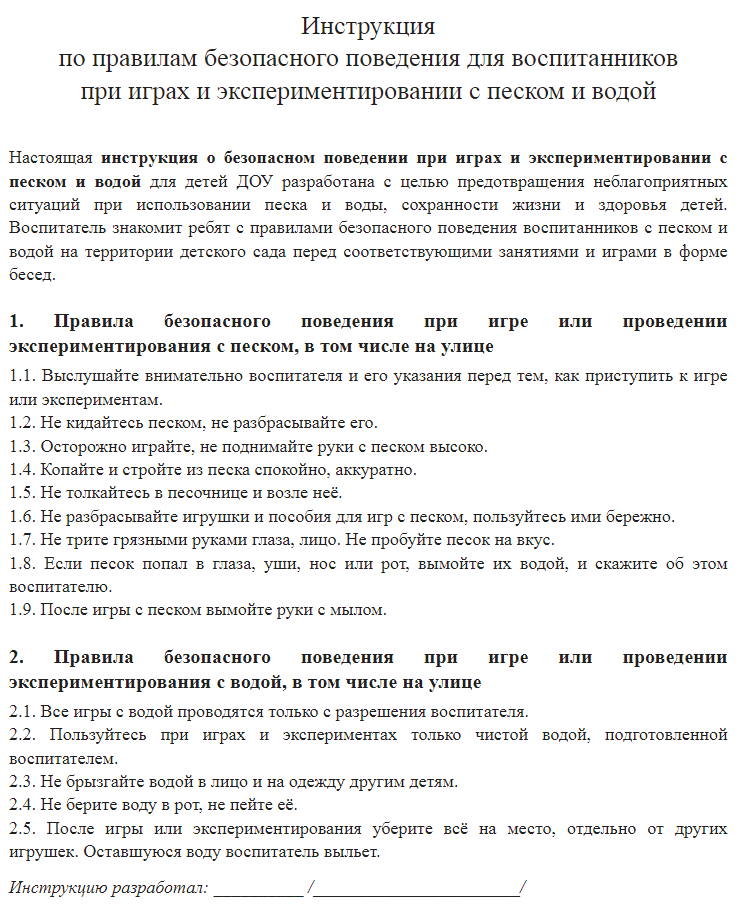 Инструкция
по правилам безопасного поведения для воспитанников
при играх и экспериментировании с песком и водой
Настоящая инструкция о безопасном поведении при играх и экспериментировании с
песком и водой для детей ДОУ разработана с целью предотвращения неблагоприятных
ситуаций при использовании песка и воды, сохранности жизни и здоровья детей.
Воспитатель знакомит ребят с правилами безопасного поведения воспитанников с песком и
водой на территории детского сада перед соответствующими занятиями и играми в форме
бесед.
1. Правила безопасного поведения при игре или проведении
экспериментирования с песком, в том числе на улице
1.1. Выслушайте внимательно воспитателя и его указания перед тем, как приступить к игре
или экспериментам.
1.2. Не кидайтесь песком, не разбрасывайте его.
1.3. Осторожно играйте, не поднимайте руки с песком высоко.
1.4. Копайте и стройте из песка спокойно, аккуратно.
1.5. Не толкайтесь в песочнице и возле неё.
1.6. Не разбрасывайте игрушки и пособия для игр с песком, пользуйтесь ими бережно.
1.7. Не трите грязными руками глаза, лицо. Не пробуйте песок на вкус.
1.8. Если песок попал в глаза, уши, нос или рот, вымойте их водой, и скажите об этом
воспитателю.
1.9. После игры с песком вымойте руки с мылом.
2. Правила безопасного поведения при игре или проведении
экспериментирования с водой, в том числе на улице
2.1. Все игры с водой проводятся только с разрешения воспитателя.
2.2. Пользуйтесь при играх и экспериментах только чистой водой, подготовленной
воспитателем.
2.3. Не брызгайте водой в лицо и на одежду другим детям.
2.4. Не берите воду в рот, не пейте её.
2.5. После игры или экспериментирования уберите всё на место, отдельно от других
игрушек. Оставшуюся воду воспитатель выльет.
Инструкцию разработал: __________ /_______________________/